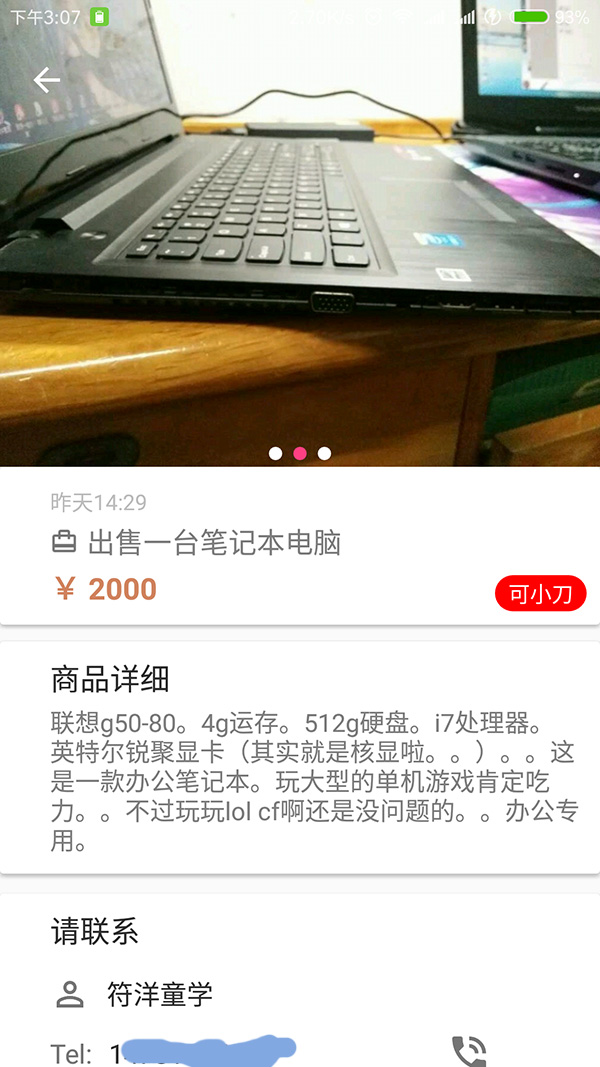 下午3:07
93%
昨天14:29
出售一台笔记本电脑
¥ 2000
可小刀
商品详细
联想g50-80。4g运存。512g硬盘。i7处理器。
英特尔锐聚显卡（其实就是核显啦。。）。。这
是一款办公笔记本。玩大型的单机游戏肯定吃
力。。不过玩玩lol cf啊还是没问题的。。办公专
用。
请联系
符洋童学
Tel: 1